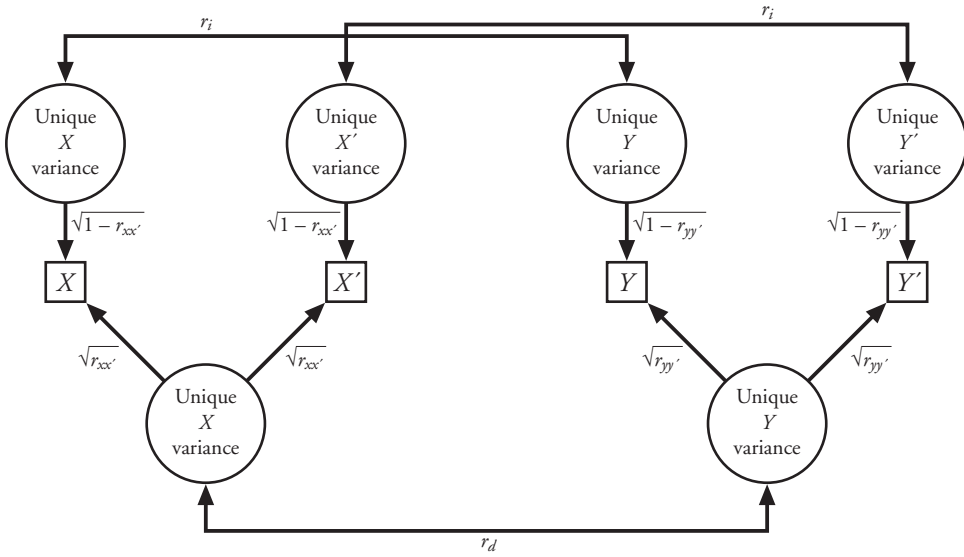 r_i
r_i
Unique
X
variance
Unique
X′
variance
Unique
Y
variance
Unique
Y′
variance
√1 − r_xx′
√1 − r_xx′
√1 − r_yy′
√1 − r_yy′
X
X′
Y
Y′
√r_xx′
√r_xx′
√r_yy′
√r_yy′
Unique
X
variance
Unique
Y
variance
r_d